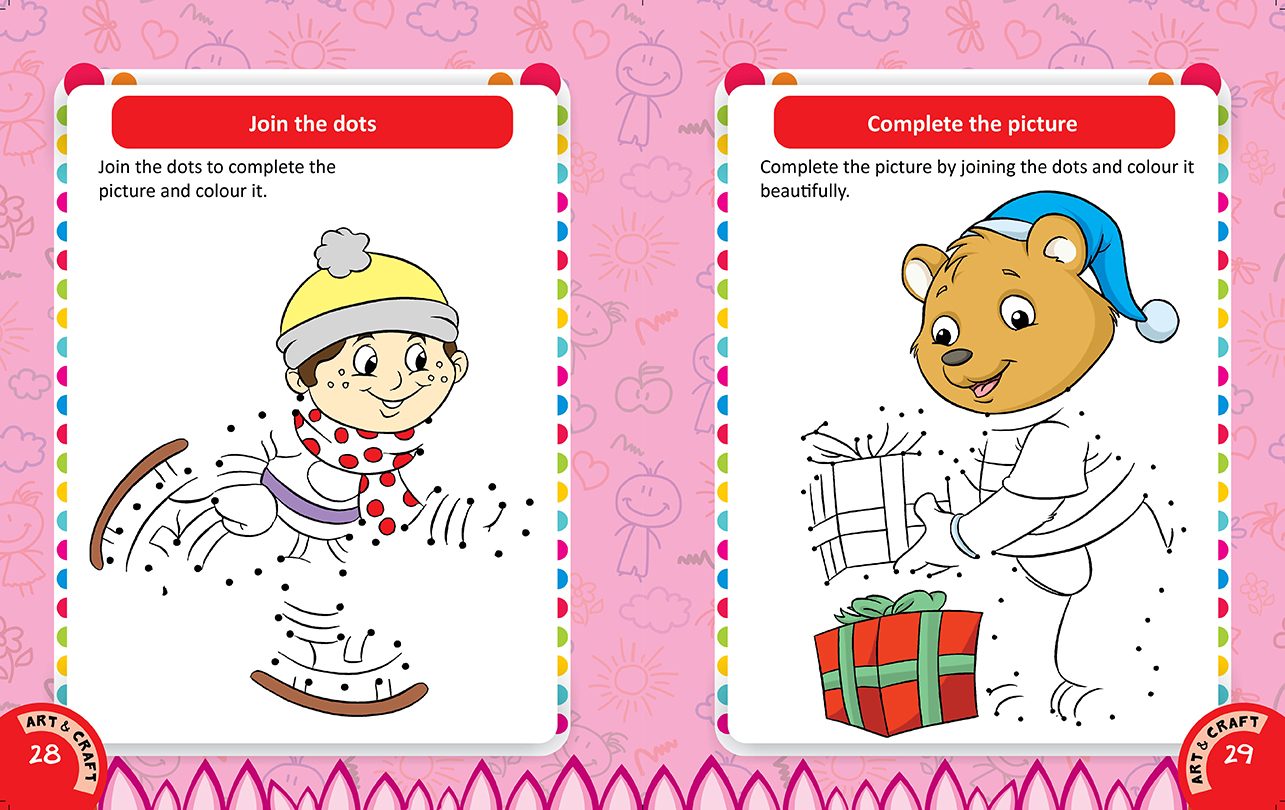 Join the dots
Join the dots to complete the
picture and colour it.
ART & CRAFT
28
Complete the picture
Complete the picture by joining the dots and colour it
beautifully.
ART & CRAFT
29